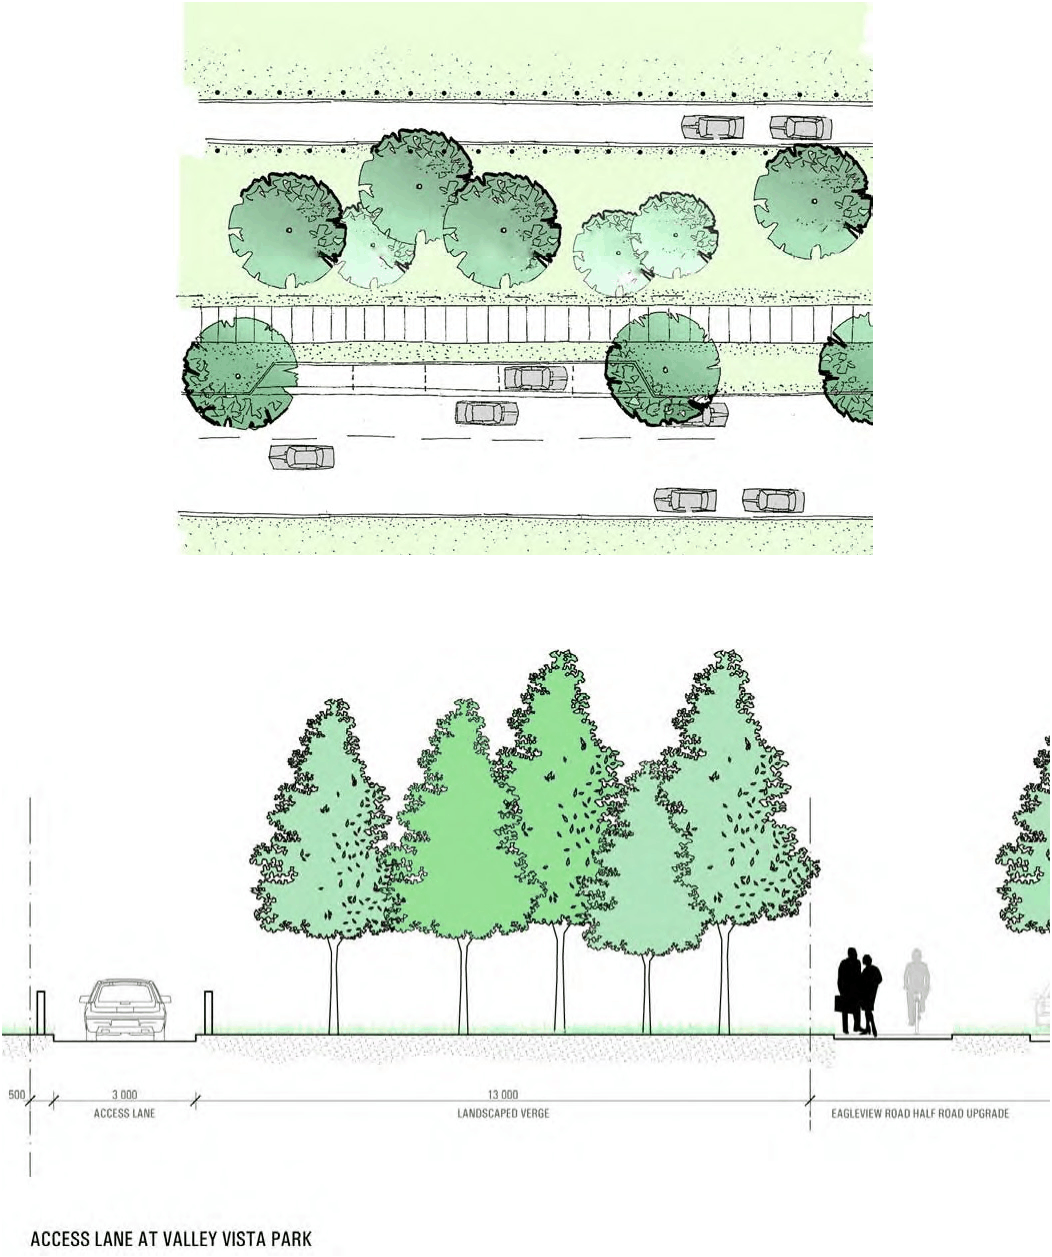 500
3 000
13 000
ACCESS LANE
LANDSCAPED VERGE
EAGLEVIEW ROAD HALF ROAD UPGRADE
ACCESS LANE AT VALLEY VISTA PARK